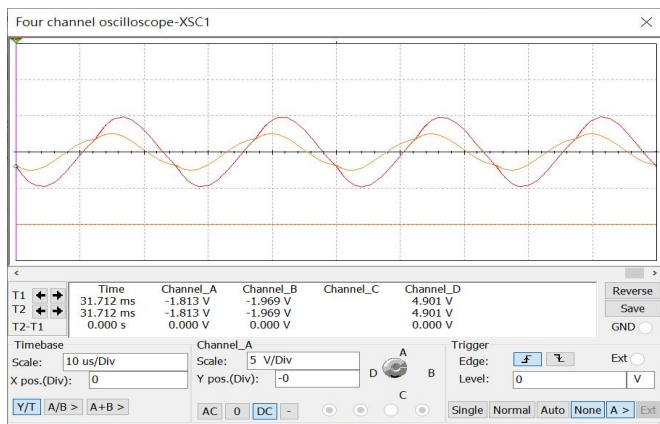 Four channel oscilloscope-XSC1
Time Channel_A Channel_B Channel_C Channel_D
T1 31.712 ms -1.813 V -1.969 V 4.901 V
T2 31.712 ms -1.813 V -1.969 V 4.901 V
T2-T1 0.000 s 0.000 V 0.000 V 0.000 V
Reverse
Save
GND
Timebase
Scale: 10 us/Div
X pos.(Div): 0
Y/T A/B > A+B >
Channel_A
Scale: 5 V/Div
Y pos.(Div): -0
AC 0 DC -
A
D B
C
Trigger
Edge: Ext
Level: 0 V
Single Normal Auto None A > Ext